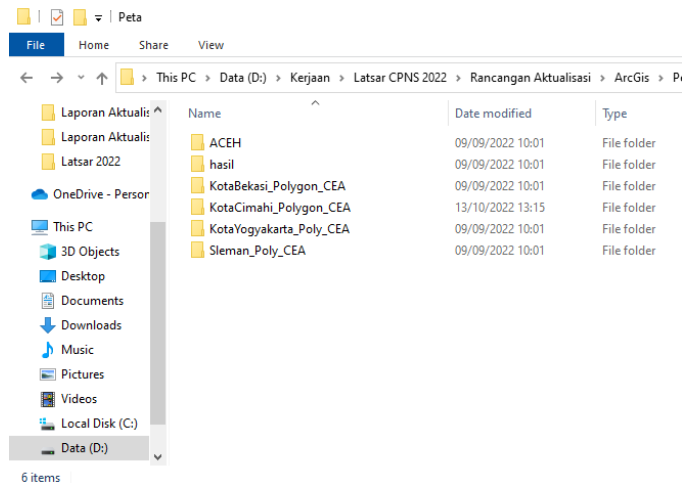 Peta
File Home Share View
This PC > Data (D:) > Kerjaan > Latsar CPNS 2022 > Rancangan Aktualisasi > ArcGis >
Laporan Aktualis
Laporan Aktualis
Latsar 2022
OneDrive - Person
This PC
3D Objects
Desktop
Documents
Downloads
Music
Pictures
Videos
Local Disk (C:)
Data (D:)
Name Date modified Type
ACEH 09/09/2022 10:01 File folder
hasil 09/09/2022 10:01 File folder
KotaBekasi_Polygon_CEA 09/09/2022 10:01 File folder
KotaCimahi_Polygon_CEA 13/10/2022 13:15 File folder
KotaYogyakarta_Poly_CEA 09/09/2022 10:01 File folder
Sleman_Poly_CEA 09/09/2022 10:01 File folder
6 items